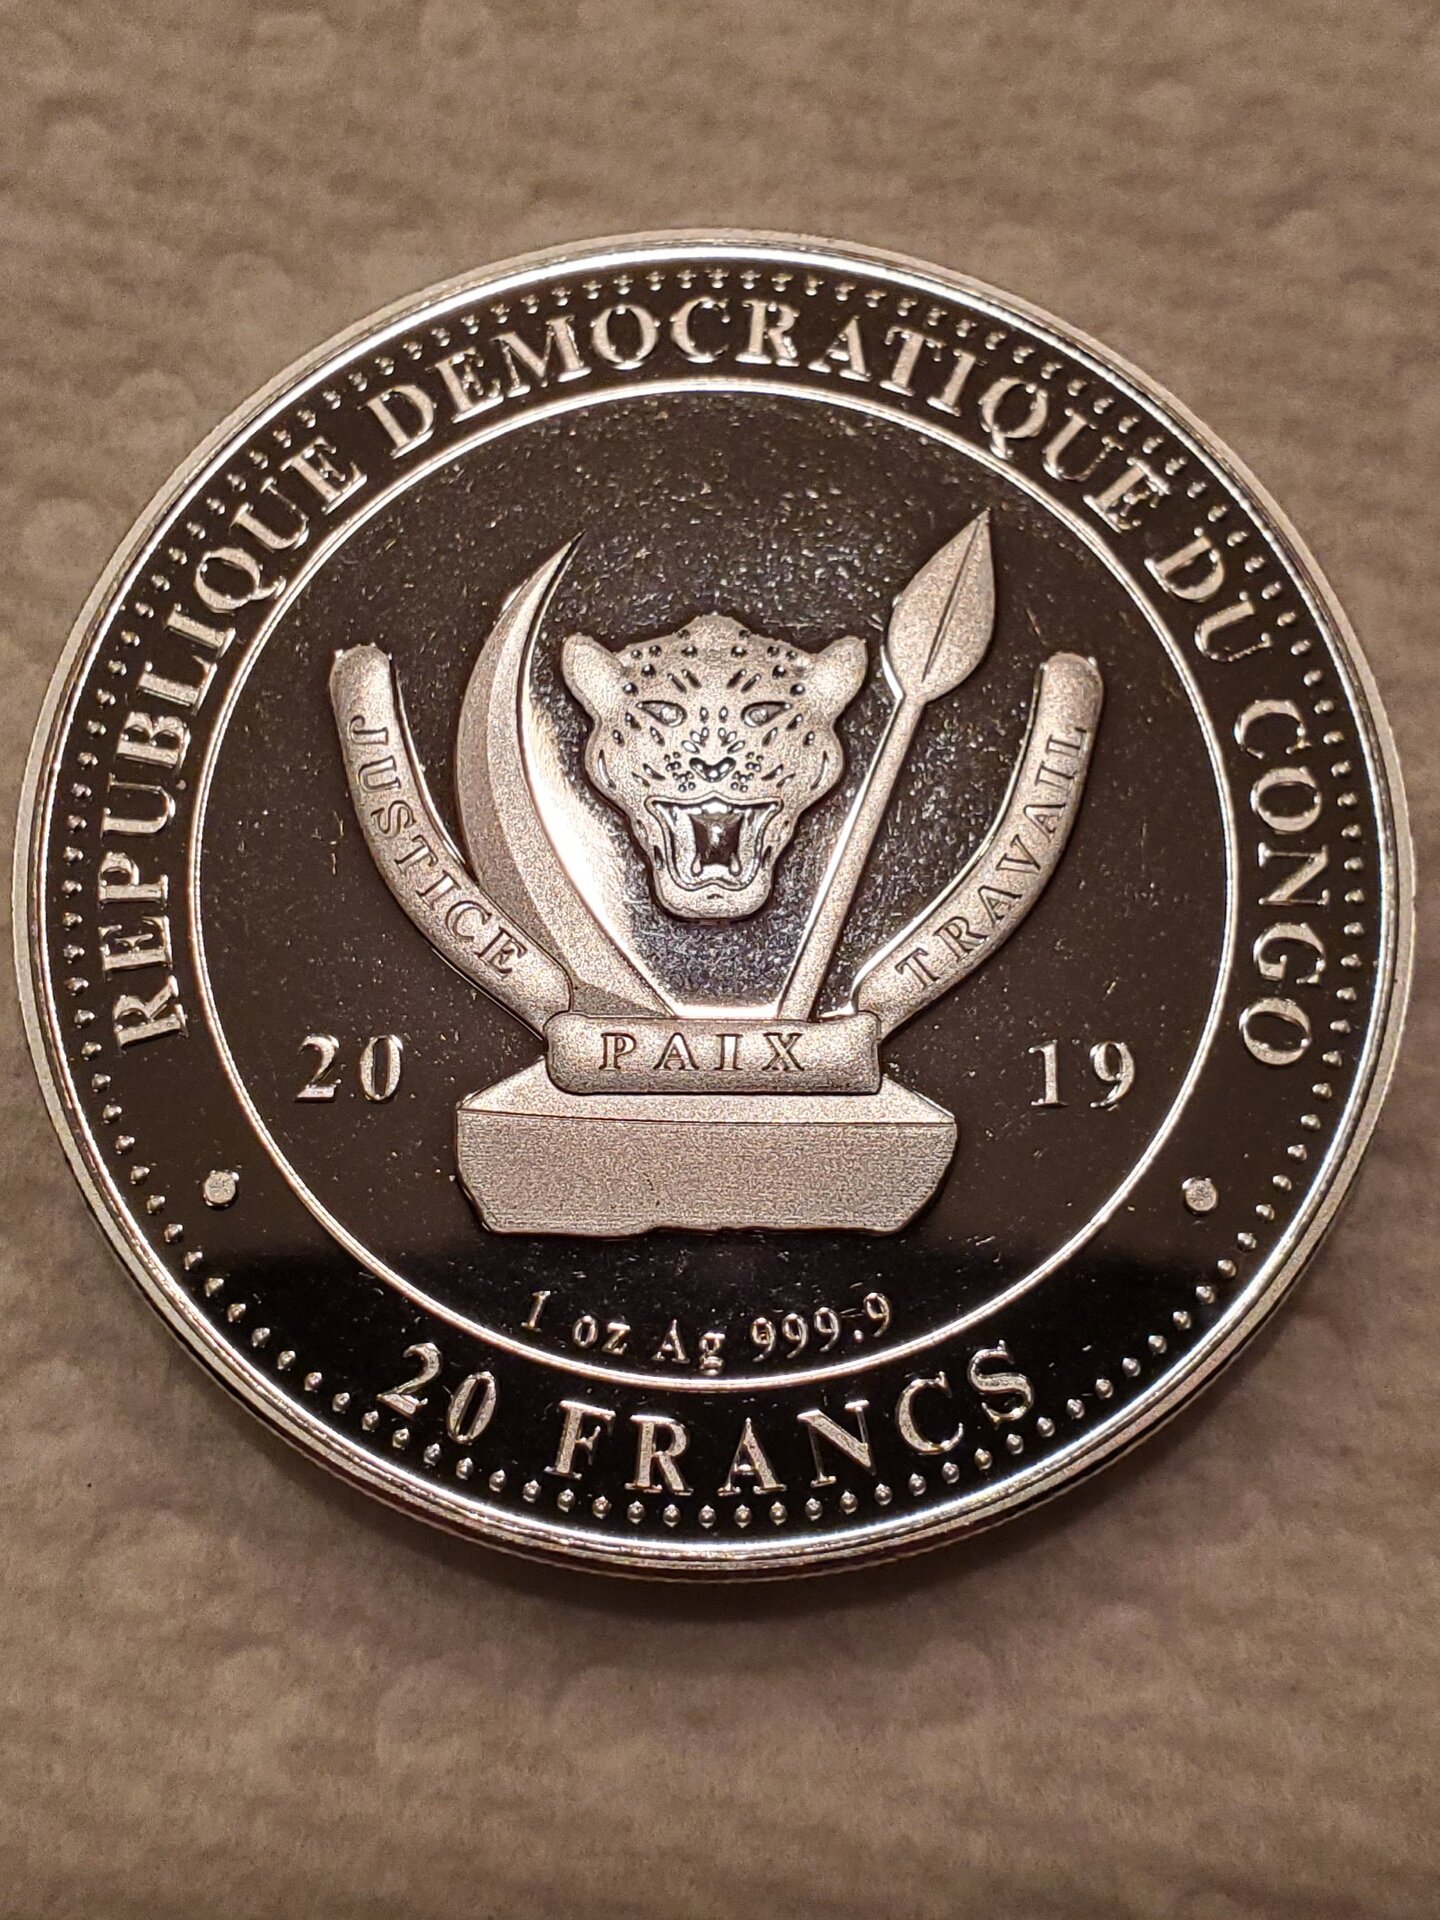 REPUBLIQUE DEMOCRATIQUE DU CONGO
JUSTICE
PAIX
TRAVAIL
20 19
1 oz Ag 999.9
20 FRANCS